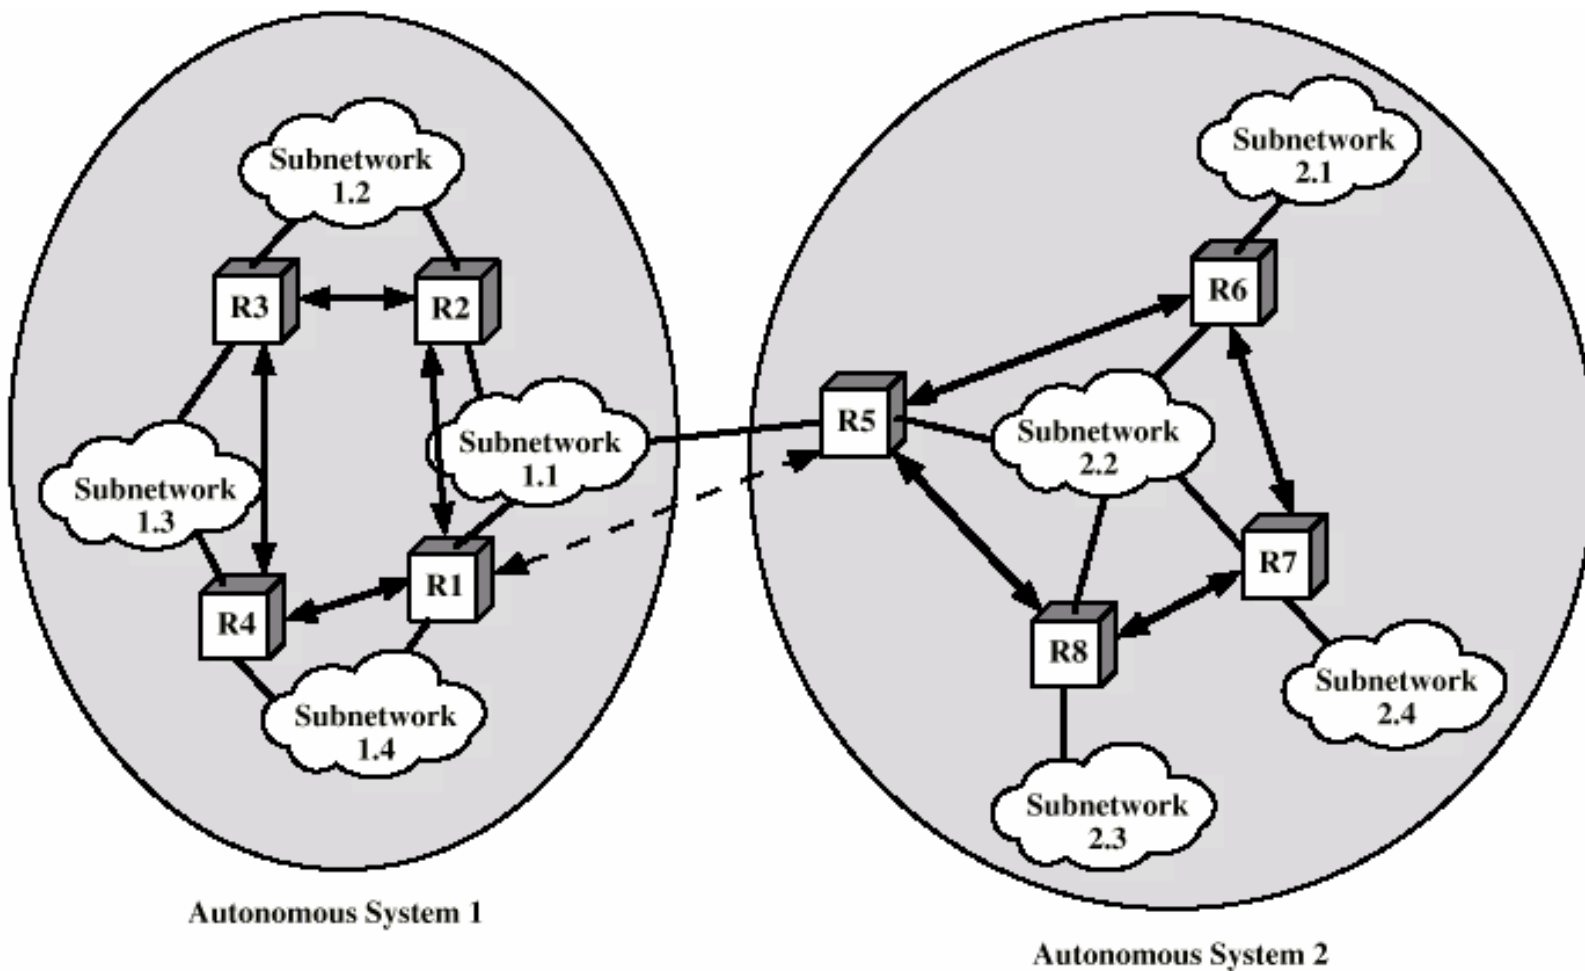 Subnetwork
1.2
R3
R2
Subnetwork
1.1
Subnetwork
1.3
R4
R1
Subnetwork
1.4
Autonomous System 1
Subnetwork
2.1
R6
R5
Subnetwork
2.2
R7
R8
Subnetwork
2.4
Subnetwork
2.3
Autonomous System 2